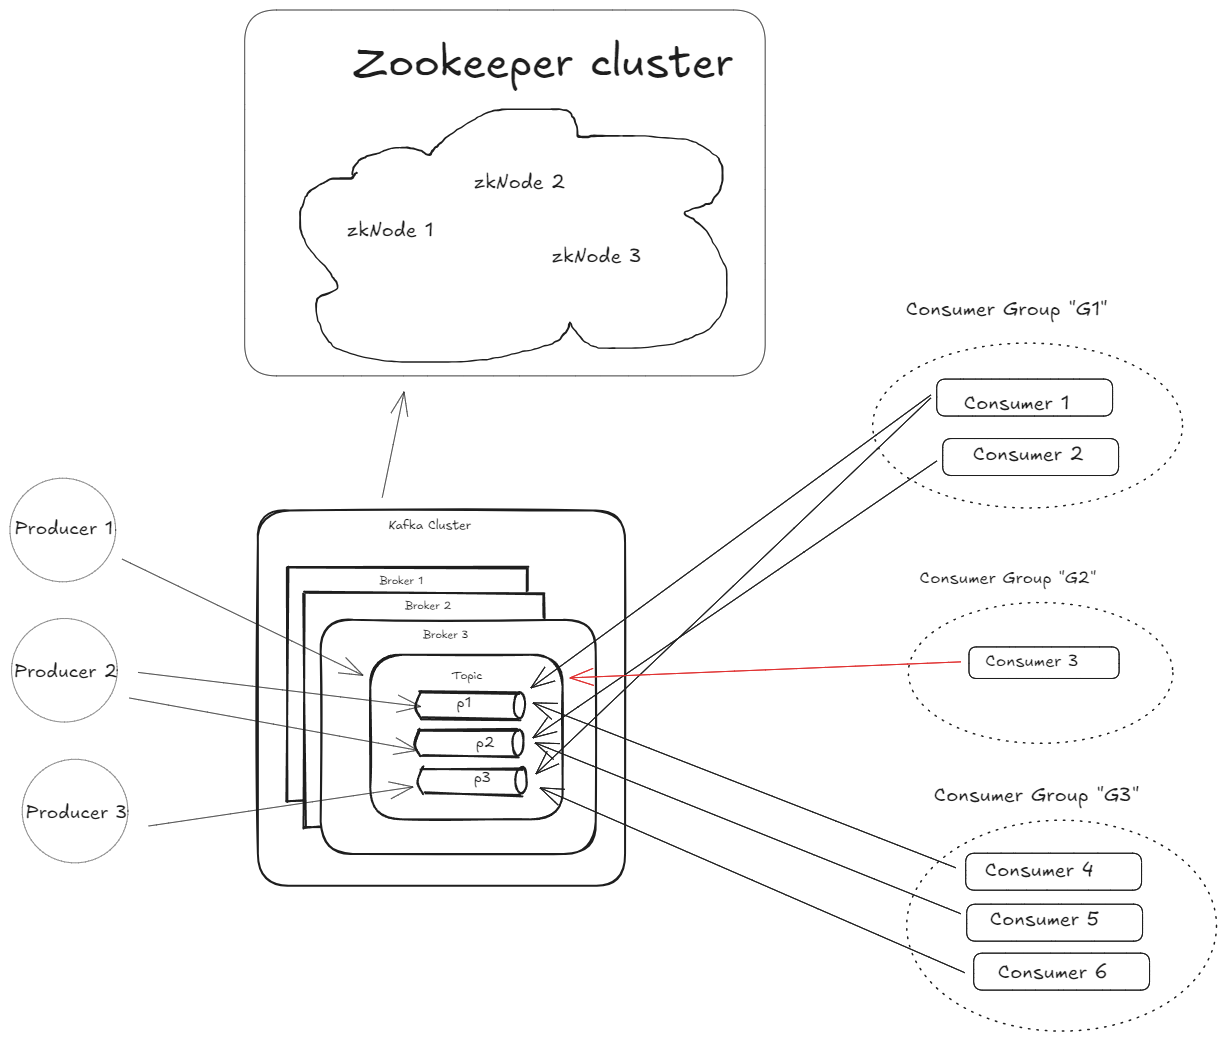 Zookeeper cluster
zkNode 2
zkNode 1
zkNode 3
Consumer Group "G1"
Consumer 1
Consumer 2
Kafka Cluster
Producer 1
Broker 1
Consumer Group "G2"
Broker 2
Broker 3
Consumer 3
Producer 2
Topic
p1
p2
p3
Consumer Group "G3"
Producer 3
Consumer 4
Consumer 5
Consumer 6